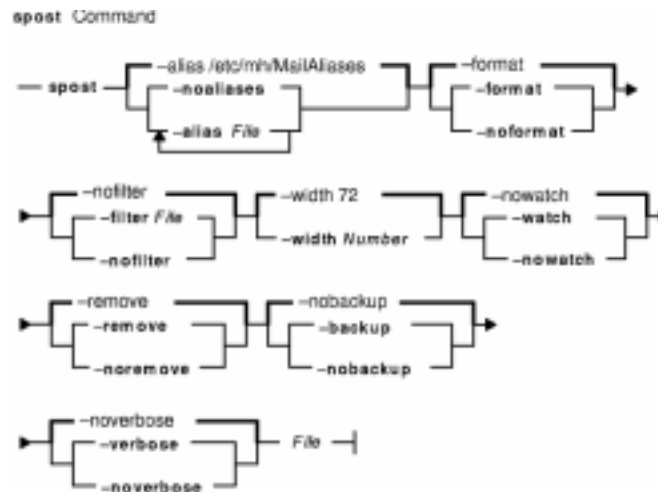 spost Command
–alias /etc/mh/MailAliases
–format
spost
–noaliases
–format
–alias File
–noformat
–nofilter
–width 72
–nowatch
–filter File
–watch
–width Number
–nofilter
–nowatch
–remove
–nobackup
–remove
–backup
–noremove
–nobackup
–noverbose
–verbose
File
–noverbose